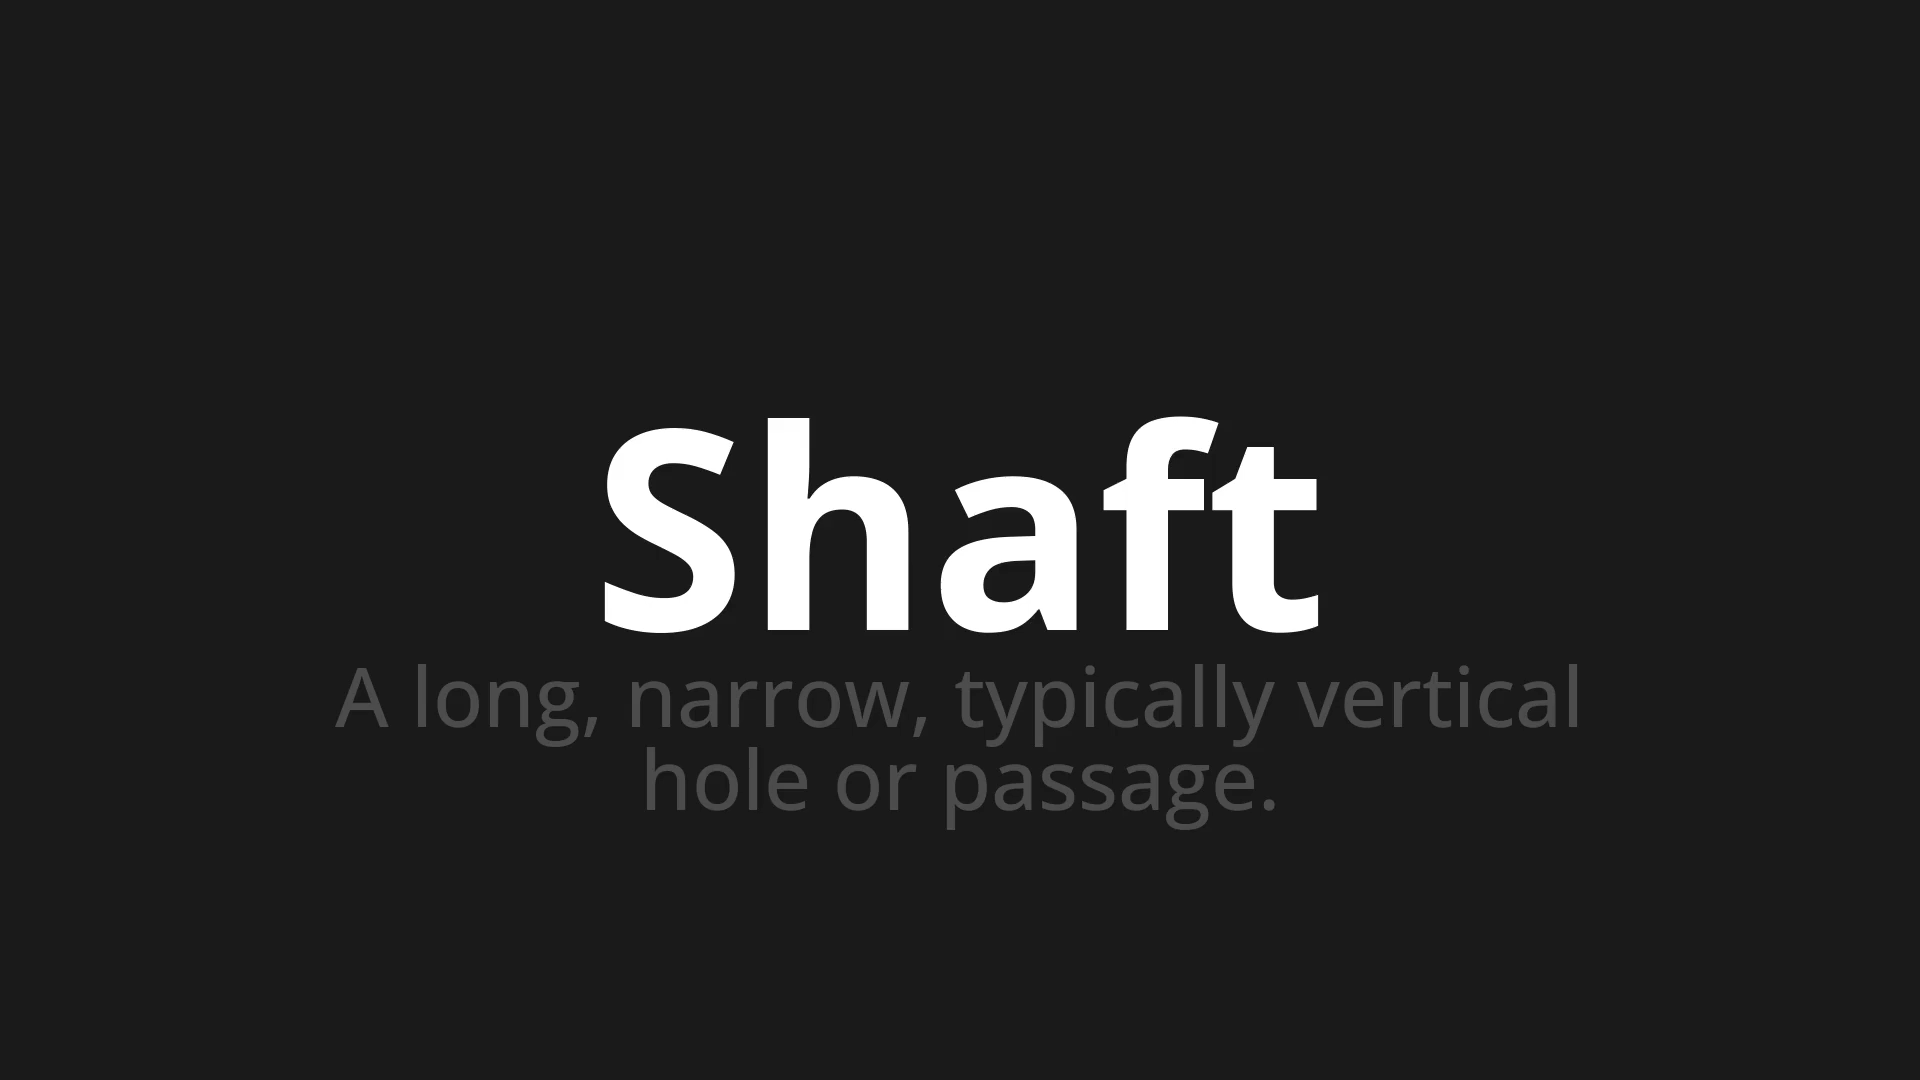 Shaft
A long, narrow, typically vertical
hole or passage.